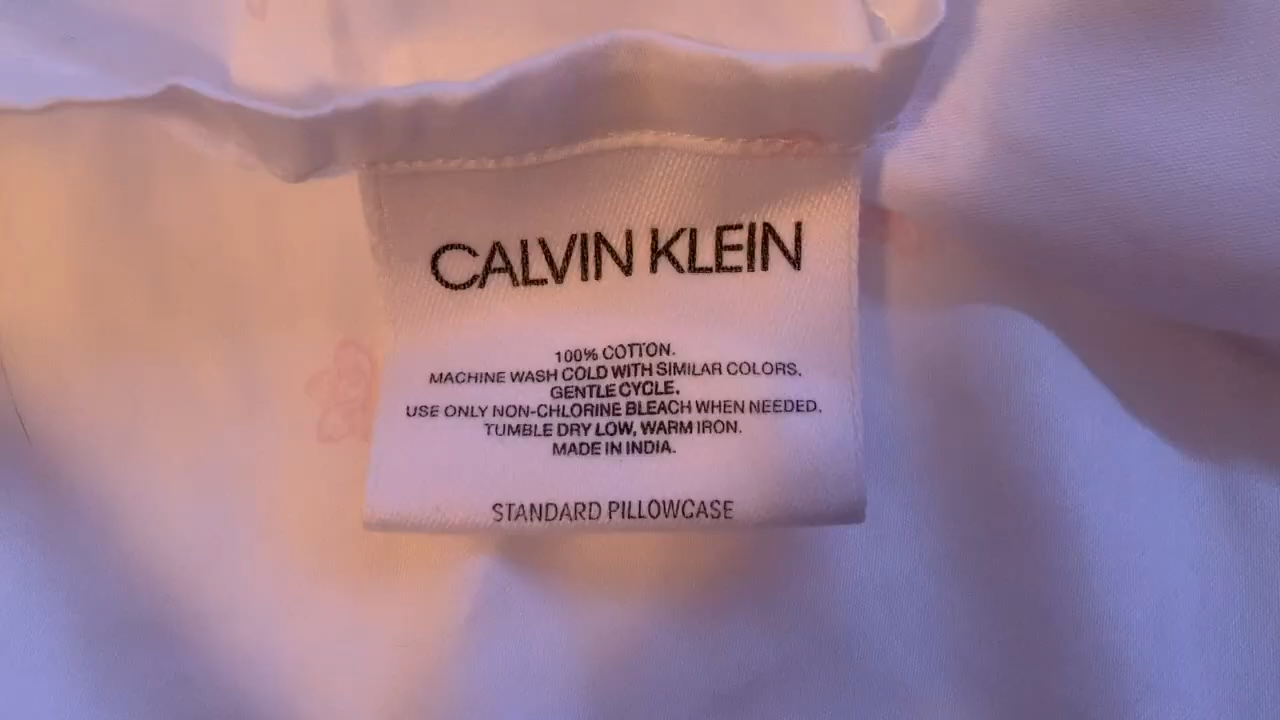 CALVIN KLEIN
100% COTTON.
MACHINE WASH COLD WITH SIMILAR COLORS.
GENTLE CYCLE.
USE ONLY NON-CHLORINE BLEACH WHEN NEEDED.
TUMBLE DRY LOW, WARM IRON.
MADE IN INDIA.
STANDARD PILLOWCASE